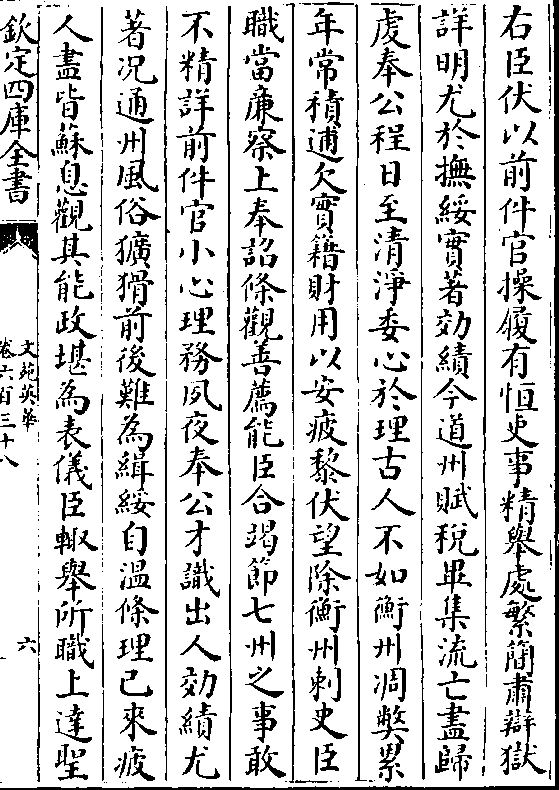 右臣伏以前件官操履有恒吏事精舉處繁簡肅辯獄
詳明尤於撫綏實著効績今道州賦稅畢集流亡盡歸
䖍奉公程日至清淨委心於理古人不如衡州凋弊累
年常積逋欠實籍財用以安疲黎伏望除衡州刺史臣
職當廉察上奉詔條觀善薦能臣合竭節七州之事敢
不精詳前件官小心理務夙夜奉公才識出人効績尤
著况通州風俗獷猾前後難為緝綏自温條理已來疲
人盡皆蘇息觀其能政堪為表儀臣輙舉所職上達聖
欽定四庫全書
文苑英華
卷六百三十八
六